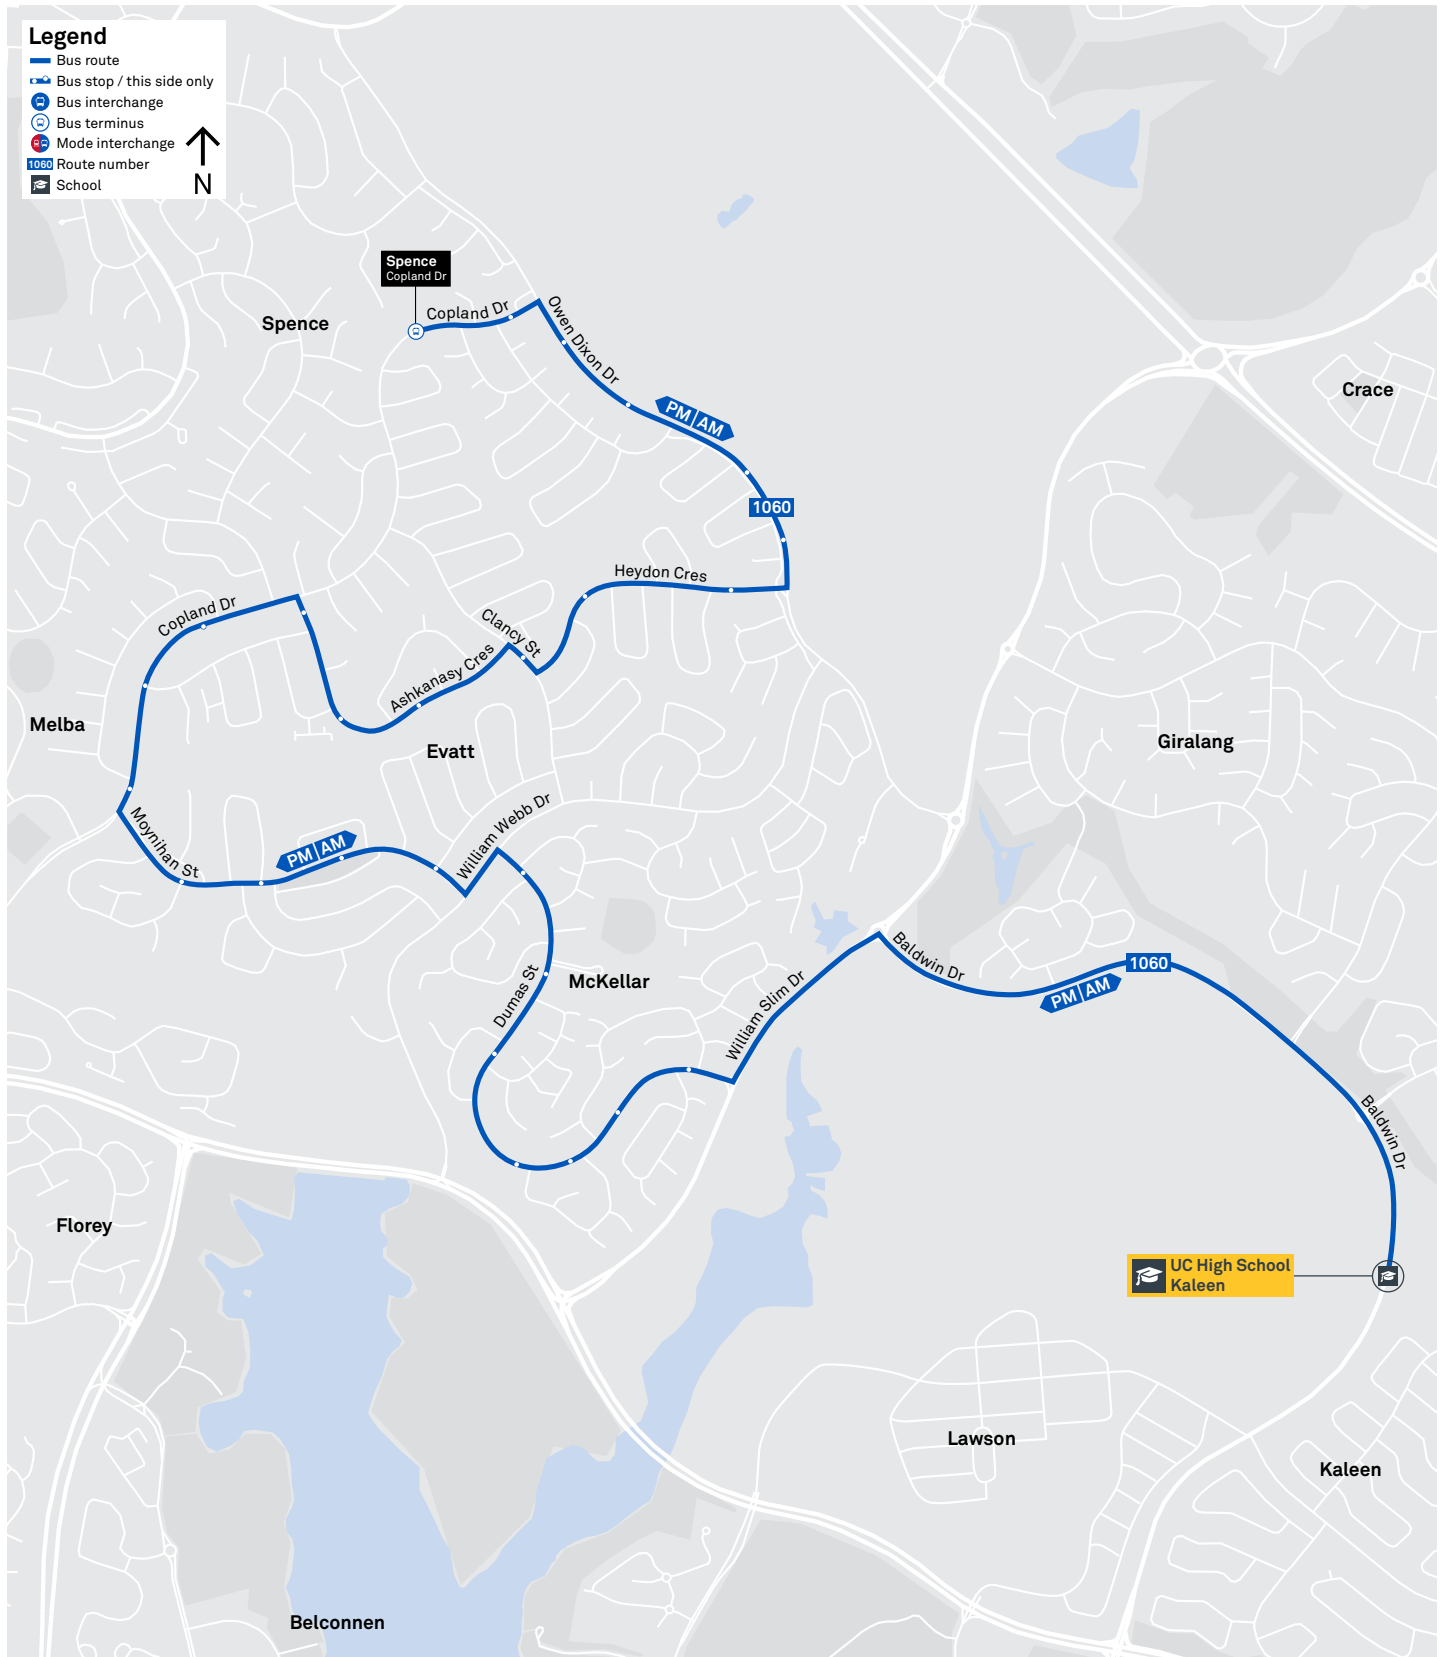 Legend
Bus route
Bus stop / this side only
Bus interchange
Bus terminus
Mode interchange
1060 Route number
School
N
Spence
Copland Dr
Spence
Copland Dr
Owen Dixon Dr
PM AM
Crace
1060
Heydon Cres
Copland Dr
Clancy St
Ashkanasy Cres
Melba
Evatt
Giralang
William Webb Dr
Moynihan St
PM AM
Baldwin Dr
1060
McKellar
Dumas St
William Slim Dr
PM AM
Baldwin Dr
Florey
UC High School
Kaleen
Lawson
Kaleen
Belconnen